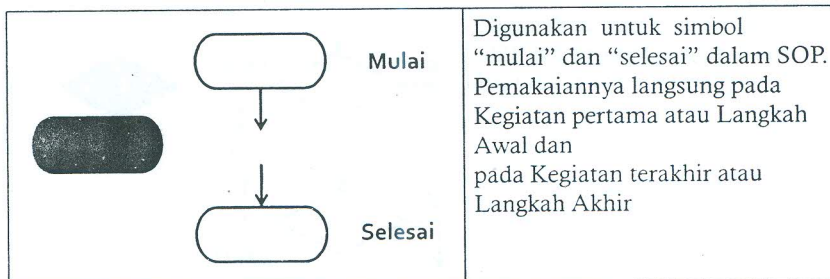 Mulai
Selesai
Digunakan untuk simbol
“mulai” dan “selesai” dalam SOP.
Pemakaiannya langsung pada
Kegiatan pertama atau Langkah
Awal dan
pada Kegiatan terakhir atau
Langkah Akhir